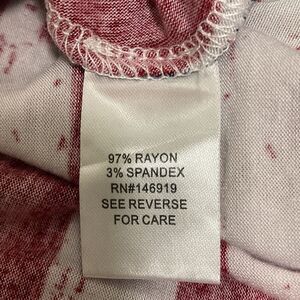 97% RAYON
3% SPANDEX
RN#146919
SEE REVERSE
FOR CARE